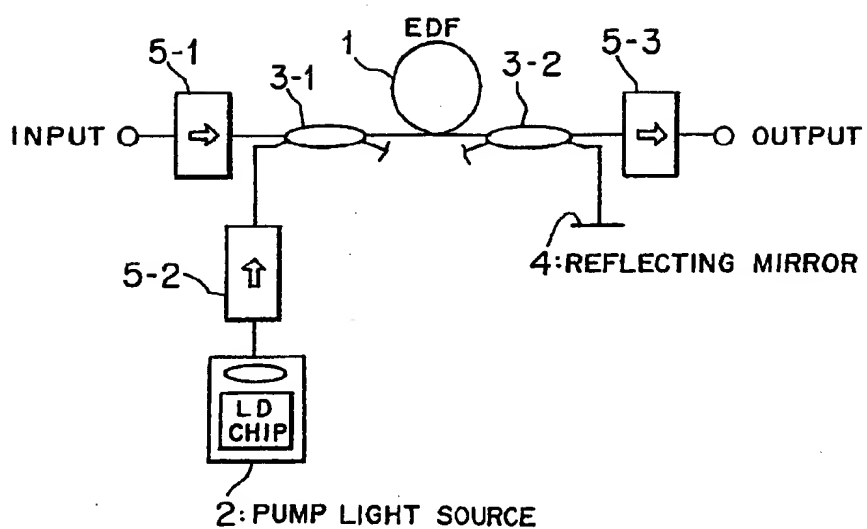 EDF
5-1
1
5-3
3-1
3-2
INPUT
OUTPUT
4:REFLECTING MIRROR
5-2
LD
CHIP
2:PUMP LIGHT SOURCE